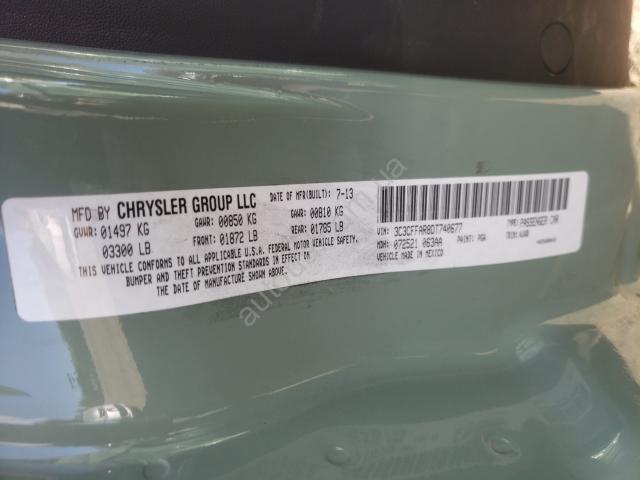 MFD BY CHRYSLER GROUP LLC DATE OF MFR(BUILT): 7-13
GVWR: 01497 KG GAWR: 00850 KG GAWR: 00810 KG
03300 LB FRONT: 01872 LB REAR: 01785 LB
THIS VEHICLE CONFORMS TO ALL APPLICABLE U.S.A. FEDERAL MOTOR VEHICLE SAFETY,
BUMPER AND THEFT PREVENTION STANDARDS IN EFFECT ON
THE DATE OF MANUFACTURE SHOWN ABOVE.
VIN: 3C3CFFAR8DT740677 TYPE: PASSENGER CAR
MDH: 072521 063AA PAINT: PGA TRIM:
VEHICLE MADE IN MEXICO